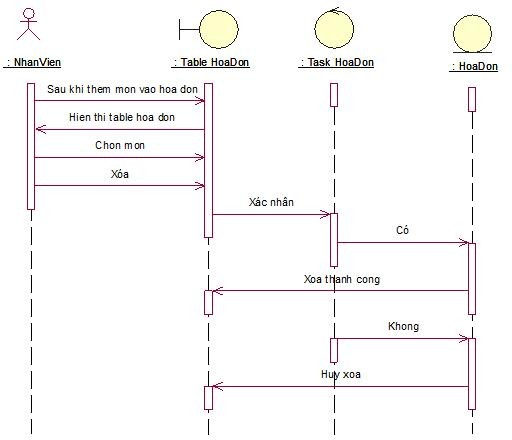 : NhanVien
: Table HoaDon
: Task HoaDon
: HoaDon
Sau khi them mon vao hoa don
Hien thi table hoa don
Chon mon
Xóa
Xác nhân
Có
Xoa thanh cong
Khong
Huy xoa